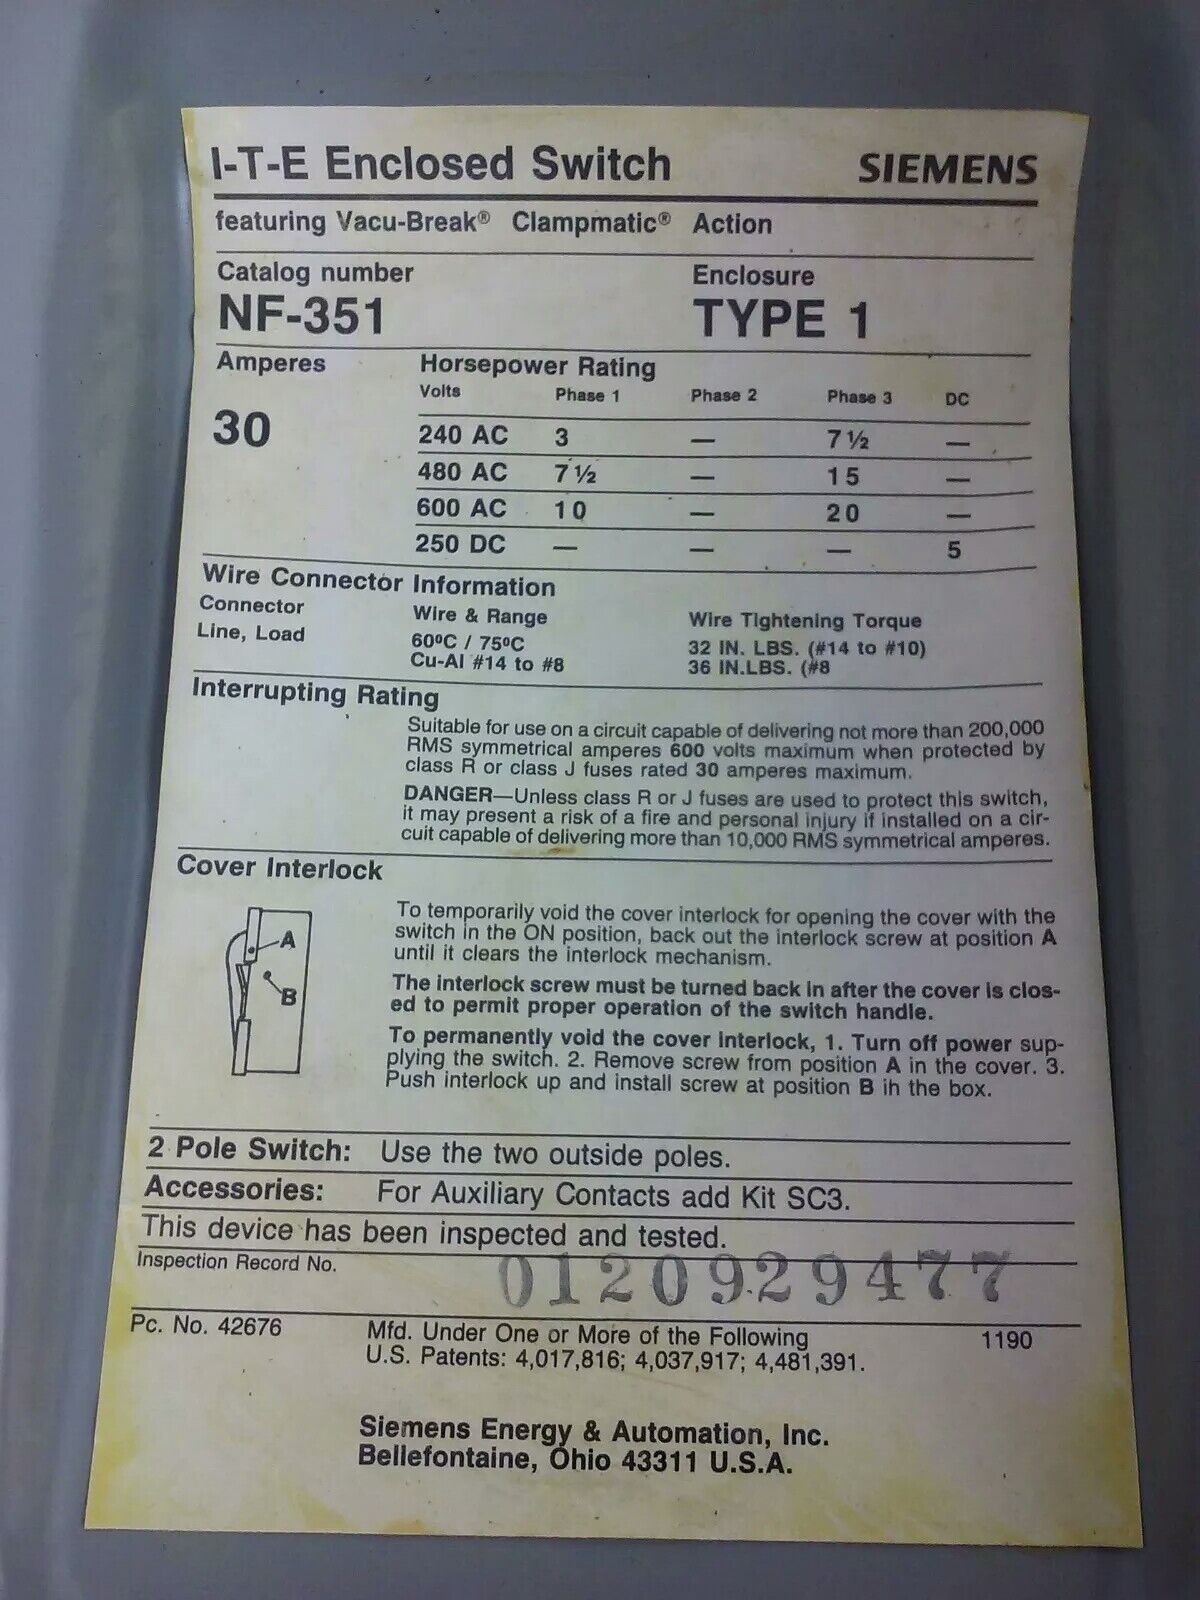 I-T-E Enclosed Switch SIEMENS
featuring Vacu-Break® Clampmatic® Action
Catalog number Enclosure
NF-351 TYPE 1
Amperes Horsepower Rating
Volts Phase 1 Phase 2 Phase 3 DC
30
240 AC 3 — 7½ —
480 AC 7½ — 15 —
600 AC 10 — 20 —
250 DC — — — 5
Wire Connector Information
Connector Wire & Range Wire Tightening Torque
Line, Load 60ºC / 75ºC 32 IN. LBS. (#14 to #10)
Cu-Al #14 to #8 36 IN.LBS. (#8
Interrupting Rating
Suitable for use on a circuit capable of delivering not more than 200,000
RMS symmetrical amperes 600 volts maximum when protected by
class R or class J fuses rated 30 amperes maximum.
DANGER—Unless class R or J fuses are used to protect this switch,
it may present a risk of a fire and personal injury if installed on a cir-
cuit capable of delivering more than 10,000 RMS symmetrical amperes.
Cover Interlock
A
B
To temporarily void the cover interlock for opening the cover with the
switch in the ON position, back out the interlock screw at position A
until it clears the interlock mechanism.
The interlock screw must be turned back in after the cover is clos-
ed to permit proper operation of the switch handle.
To permanently void the cover interlock, 1. Turn off power sup-
plying the switch. 2. Remove screw from position A in the cover. 3.
Push interlock up and install screw at position B ih the box.
2 Pole Switch: Use the two outside poles.
Accessories: For Auxiliary Contacts add Kit SC3.
This device has been inspected and tested.
Inspection Record No. 0120929477
Pc. No. 42676 Mfd. Under One or More of the Following 1190
U.S. Patents: 4,017,816; 4,037,917; 4,481,391.
Siemens Energy & Automation, Inc.
Bellefontaine, Ohio 43311 U.S.A.